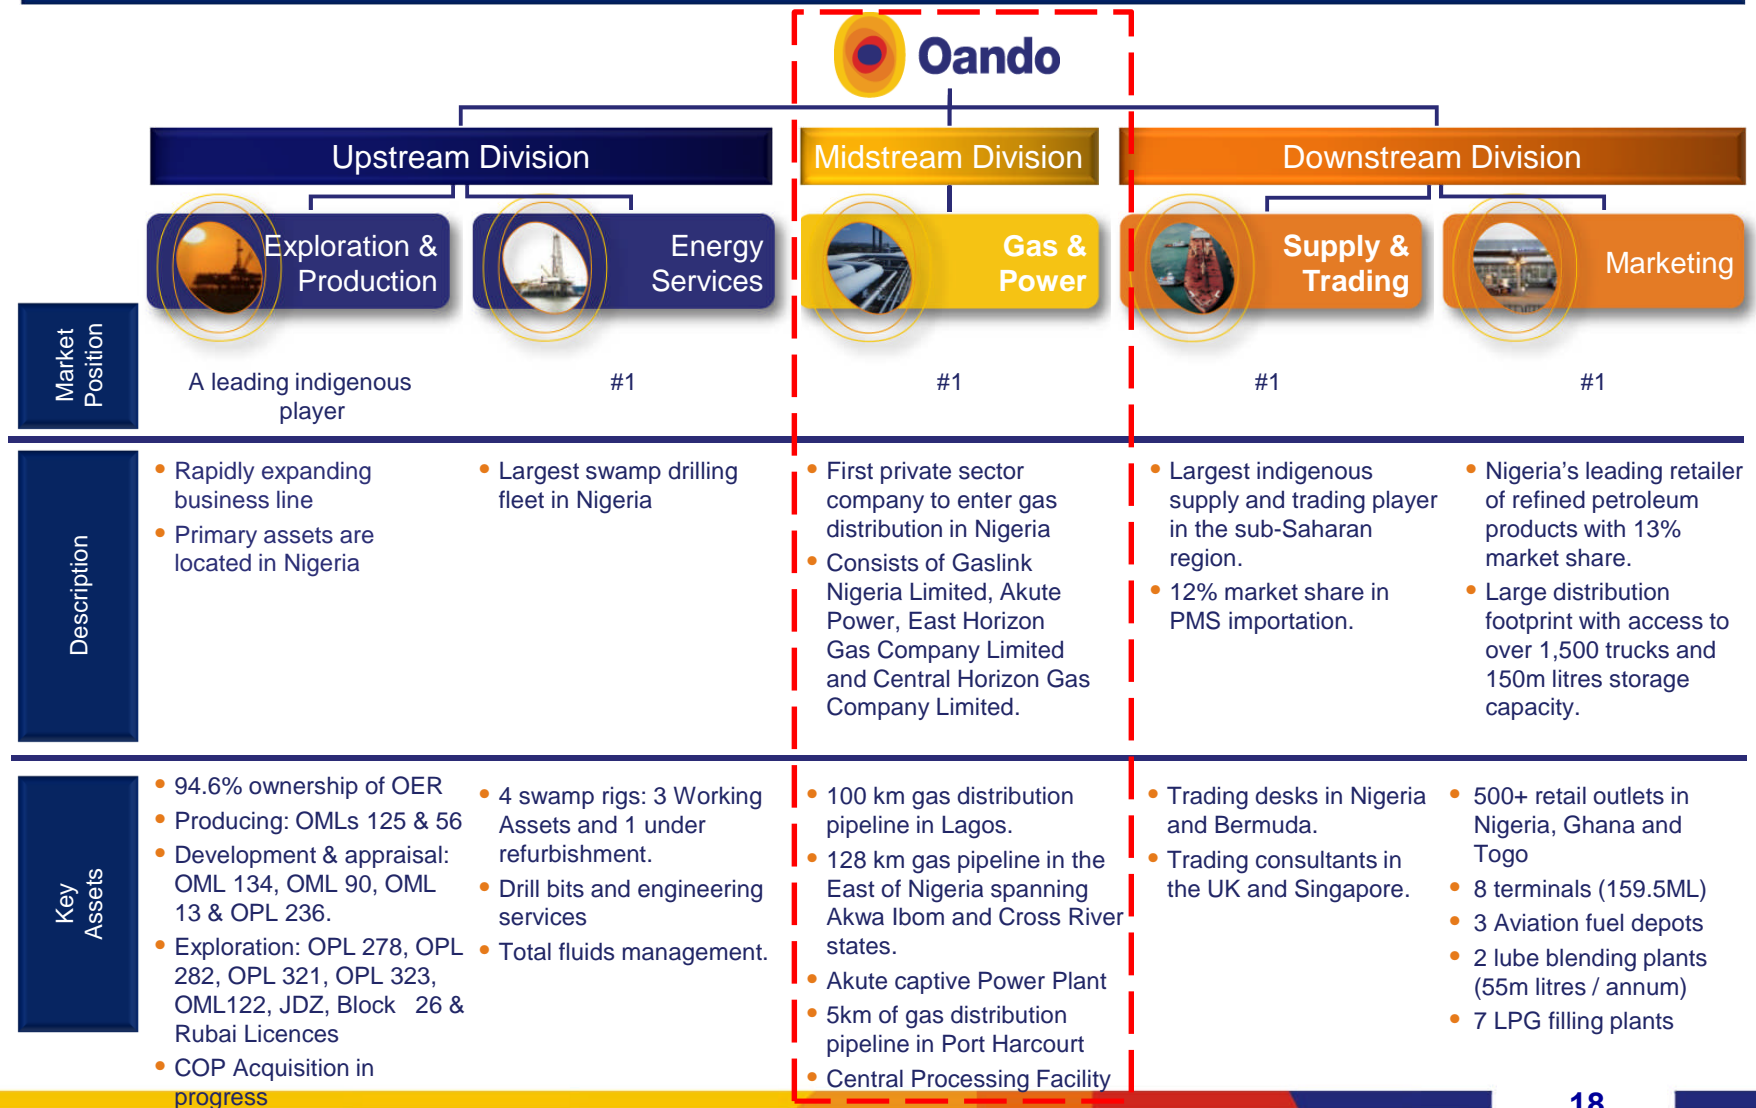 Oando
Upstream Division
Midstream Division
Downstream Division
Exploration &
Production
Energy
Services
Gas &
Power
Supply &
Trading
Marketing
Market
Position
A leading indigenous
player
#1
#1
#1
#1
Description
• Rapidly expanding
business line
• Primary assets are
located in Nigeria
• Largest swamp drilling
fleet in Nigeria
• First private sector
company to enter gas
distribution in Nigeria
• Consists of Gaslink
Nigeria Limited, Akute
Power, East Horizon
Gas Company Limited
and Central Horizon Gas
Company Limited.
• Largest indigenous
supply and trading player
in the sub-Saharan
region.
• 12% market share in
PMS importation.
• Nigeria's leading retailer
of refined petroleum
products with 13%
market share.
• Large distribution
footprint with access to
over 1,500 trucks and
150m litres storage
capacity.
Key
Assets
• 94.6% ownership of OER
• Producing: OMLs 125 & 56
• Development & appraisal:
OML 134, OML 90, OML
13 & OPL 236.
• Exploration: OPL 278, OPL
282, OPL 321, OPL 323,
OML122, JDZ, Block 26 &
Rubai Licences
• COP Acquisition in
progress
• 4 swamp rigs: 3 Working
Assets and 1 under
refurbishment.
• Drill bits and engineering
services
• Total fluids management.
• 100 km gas distribution
pipeline in Lagos.
• 128 km gas pipeline in the
East of Nigeria spanning
Akwa Ibom and Cross River
states.
• Akute captive Power Plant
• 5km of gas distribution
pipeline in Port Harcourt
• Central Processing Facility
• Trading desks in Nigeria
and Bermuda.
• Trading consultants in
the UK and Singapore.
• 500+ retail outlets in
Nigeria, Ghana and
Togo
• 8 terminals (159.5ML)
• 3 Aviation fuel depots
• 2 lube blending plants
(55m litres / annum)
• 7 LPG filling plants
18